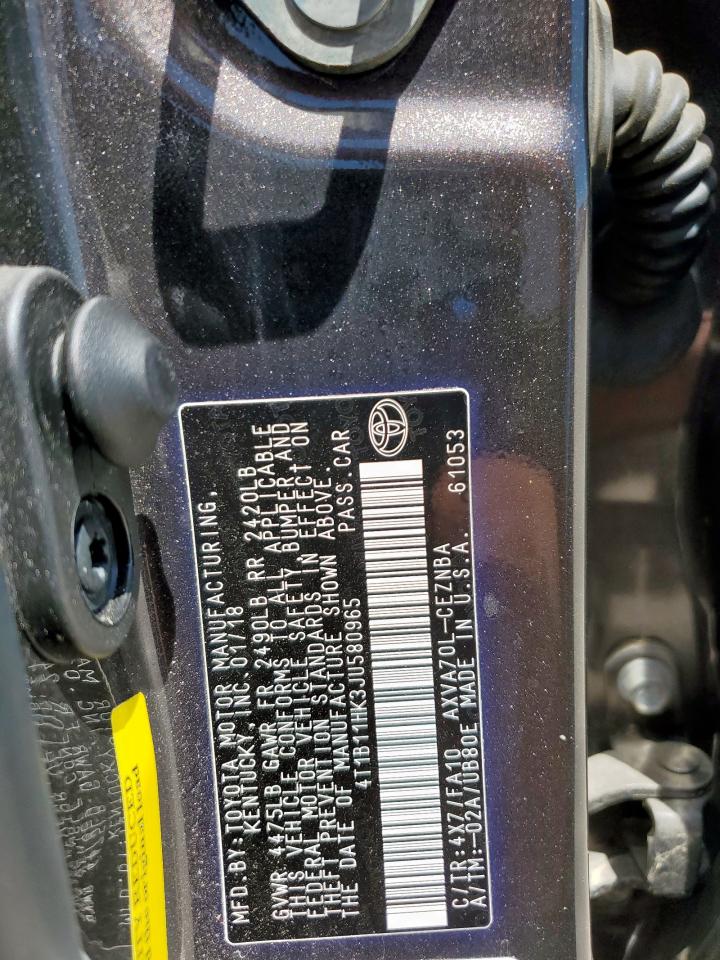 MFD.BY:TOYOTA MOTOR MANUFACTURING,
KENTUCKY, INC. 01/18
GVWR 4475LB GAWR FR 2490LB RR 2420LB
THIS VEHICLE CONFORMS TO ALL APPLICABLE
FEDERAL MOTOR VEHICLE SAFETY, BUMPER, AND
THEFT PREVENTION STANDARDS IN EFFECT ON
THE DATE OF MANUFACTURE SHOWN ABOVE.
4T1B11HK3JU580965 PASS.CAR
C/TR:4X7/FA10 AXVA70L-CEZNBA
A/TM:-02A/UB80E MADE IN U.S.A. 61053
REDUCED